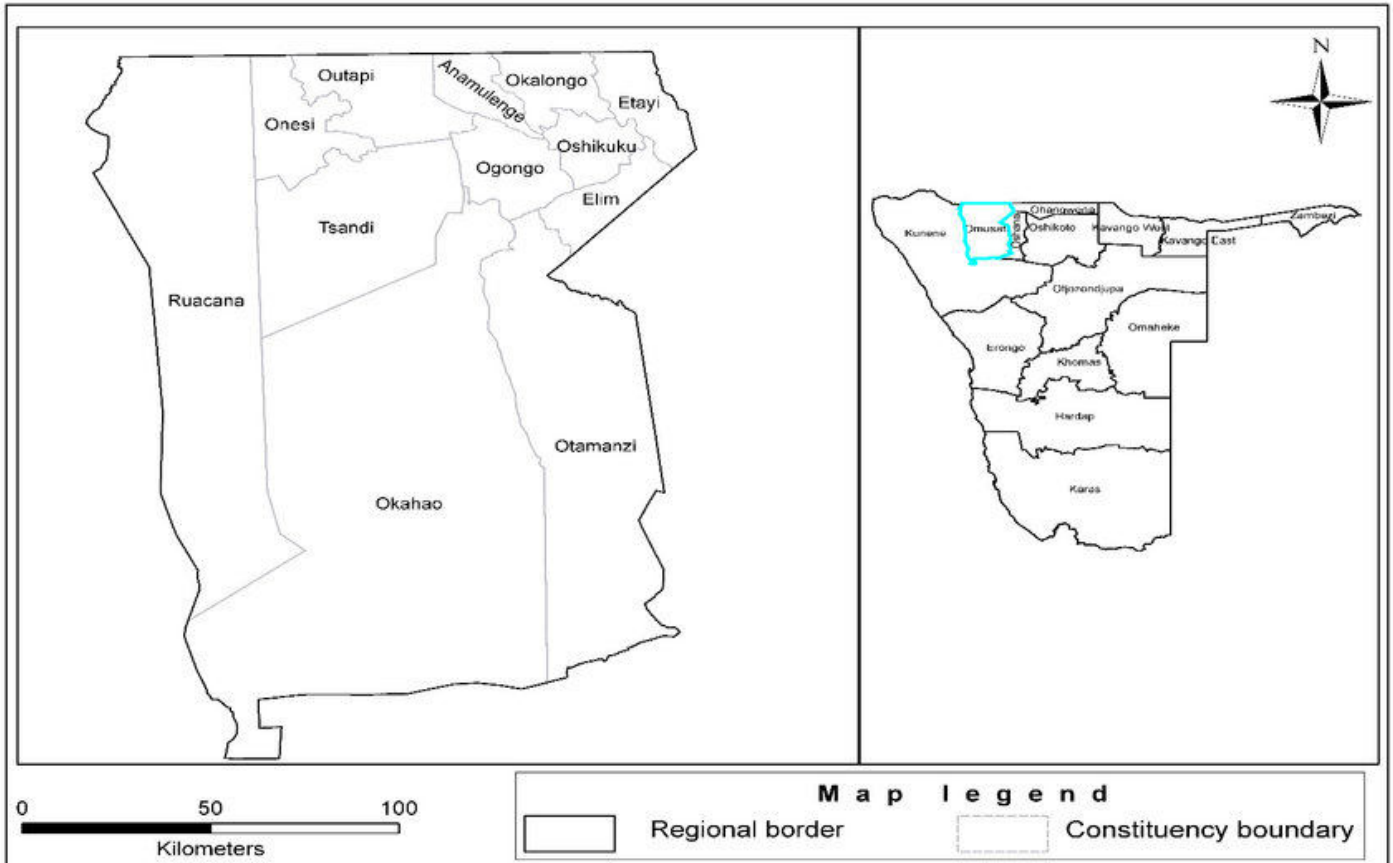 Outapi
Anamulenge
Okalongo
Etayi
Onesi
Oshikuku
Ogongo
Elim
Tsandi
Ruacana
Otamanzi
Okahao
N
Kunene
Omusati
Oshana
Ohangwena
Oshikoto
Kavango West
Kavango East
Zambezi
Otjozondjupa
Omaheke
Erongo
Khomas
Hardap
Karas
0 50 100
Kilometers
Map legend
Regional border
Constituency boundary